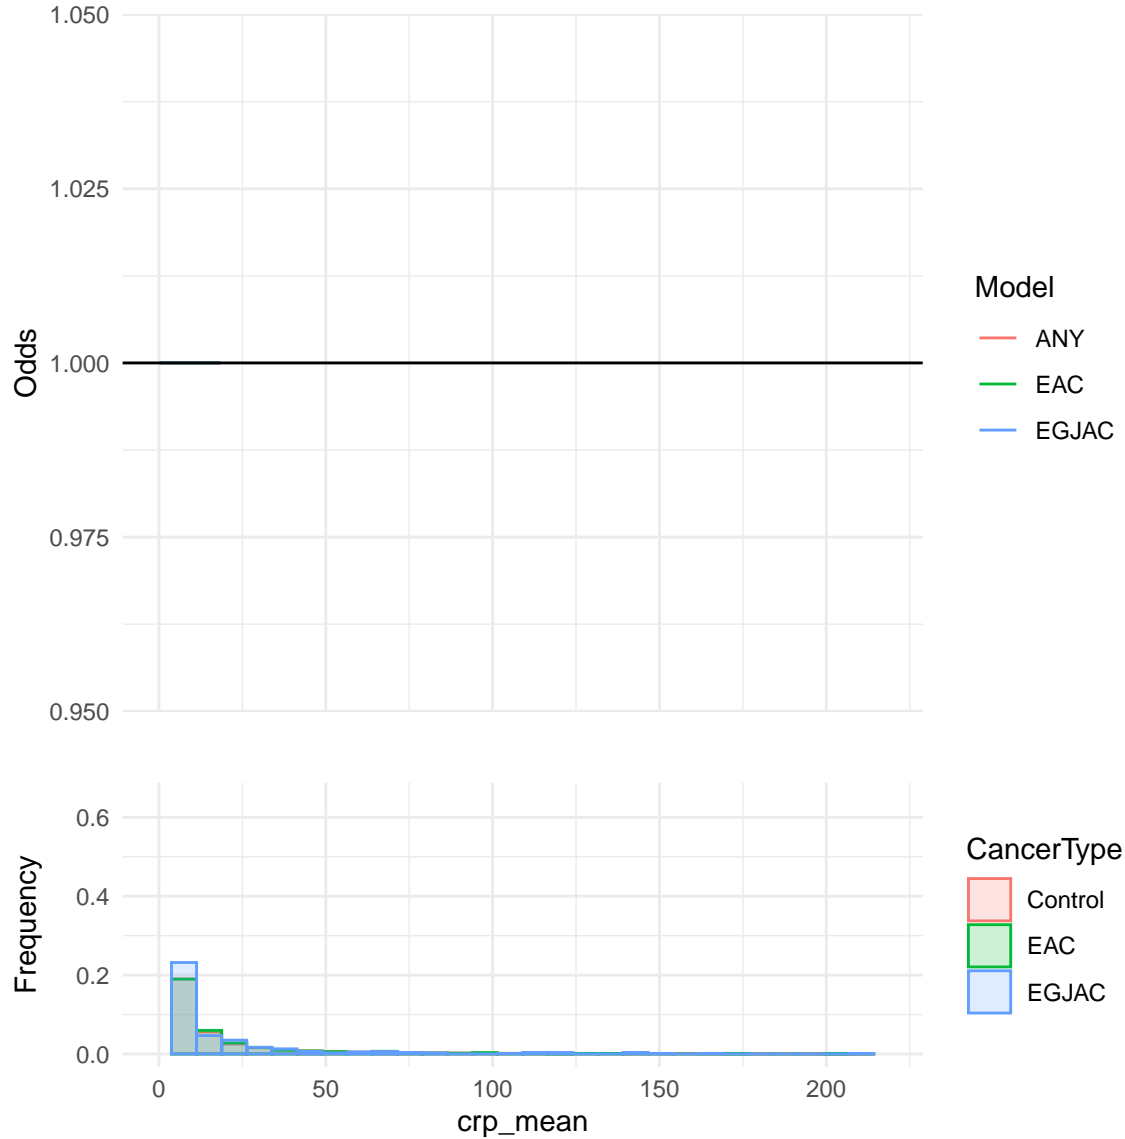 1.050
1.025
1.000
0.975
0.950
Odds
Model
ANY
EAC
EGJAC
0.6
0.4
0.2
0.0
Frequency
0
50
100
150
200
crp_mean
CancerType
Control
EAC
EGJAC